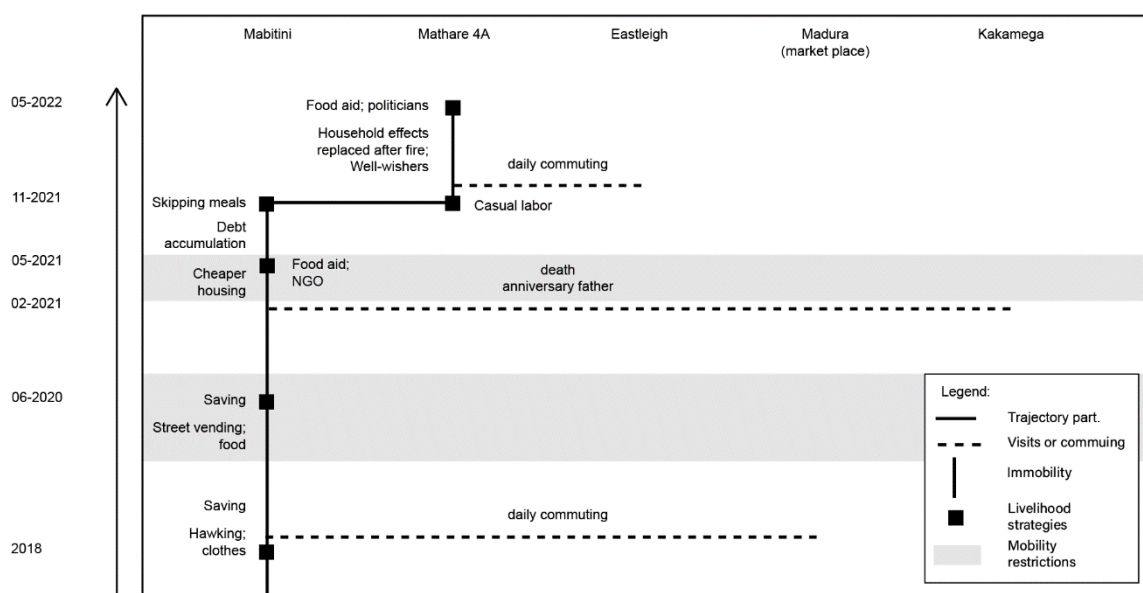 Mabitini
Mathare 4A
Eastleigh
Madura
(market place)
Kakamega
05-2022
Food aid; politicians
Household effects
replaced after fire;
Well-wishers
daily commuting
11-2021
Skipping meals
Casual labor
Debt
accumulation
05-2021
Food aid;
NGO
Cheaper
housing
death
anniversary father
02-2021
06-2020
Saving
Street vending;
food
Saving
Hawking;
clothes
daily commuting
2018
Legend:
Trajectory part.
Visits or commuing
Immobility
Livelihood
strategies
Mobility
restrictions